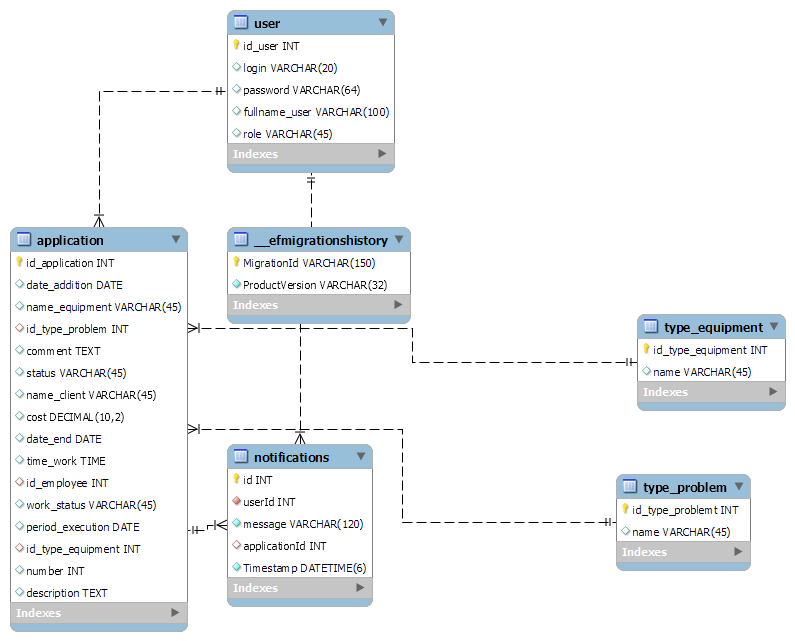 user
id_user INT
login VARCHAR(20)
password VARCHAR(64)
fullname_user VARCHAR(100)
role VARCHAR(45)
Indexes
application
id_application INT
date_addition DATE
name_equipment VARCHAR(45)
id_type_problem INT
comment TEXT
status VARCHAR(45)
name_client VARCHAR(45)
cost DECIMAL(10,2)
date_end DATE
time_work TIME
id_employee INT
work_status VARCHAR(45)
period_execution DATE
id_type_equipment INT
number INT
description TEXT
Indexes
__efmigrationshistory
MigrationId VARCHAR(150)
ProductVersion VARCHAR(32)
Indexes
notifications
id INT
userId INT
message VARCHAR(120)
applicationId INT
Timestamp DATETIME(6)
Indexes
type_equipment
id_type_equipment INT
name VARCHAR(45)
Indexes
type_problem
id_type_problemt INT
name VARCHAR(45)
Indexes